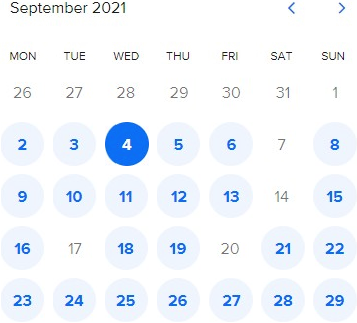 September 2021
MON TUE WED THU FRI SAT SUN
26 27 28 29 30 31 1
2 3 4 5 6 7 8
9 10 11 12 13 14 15
16 17 18 19 20 21 22
23 24 25 26 27 28 29